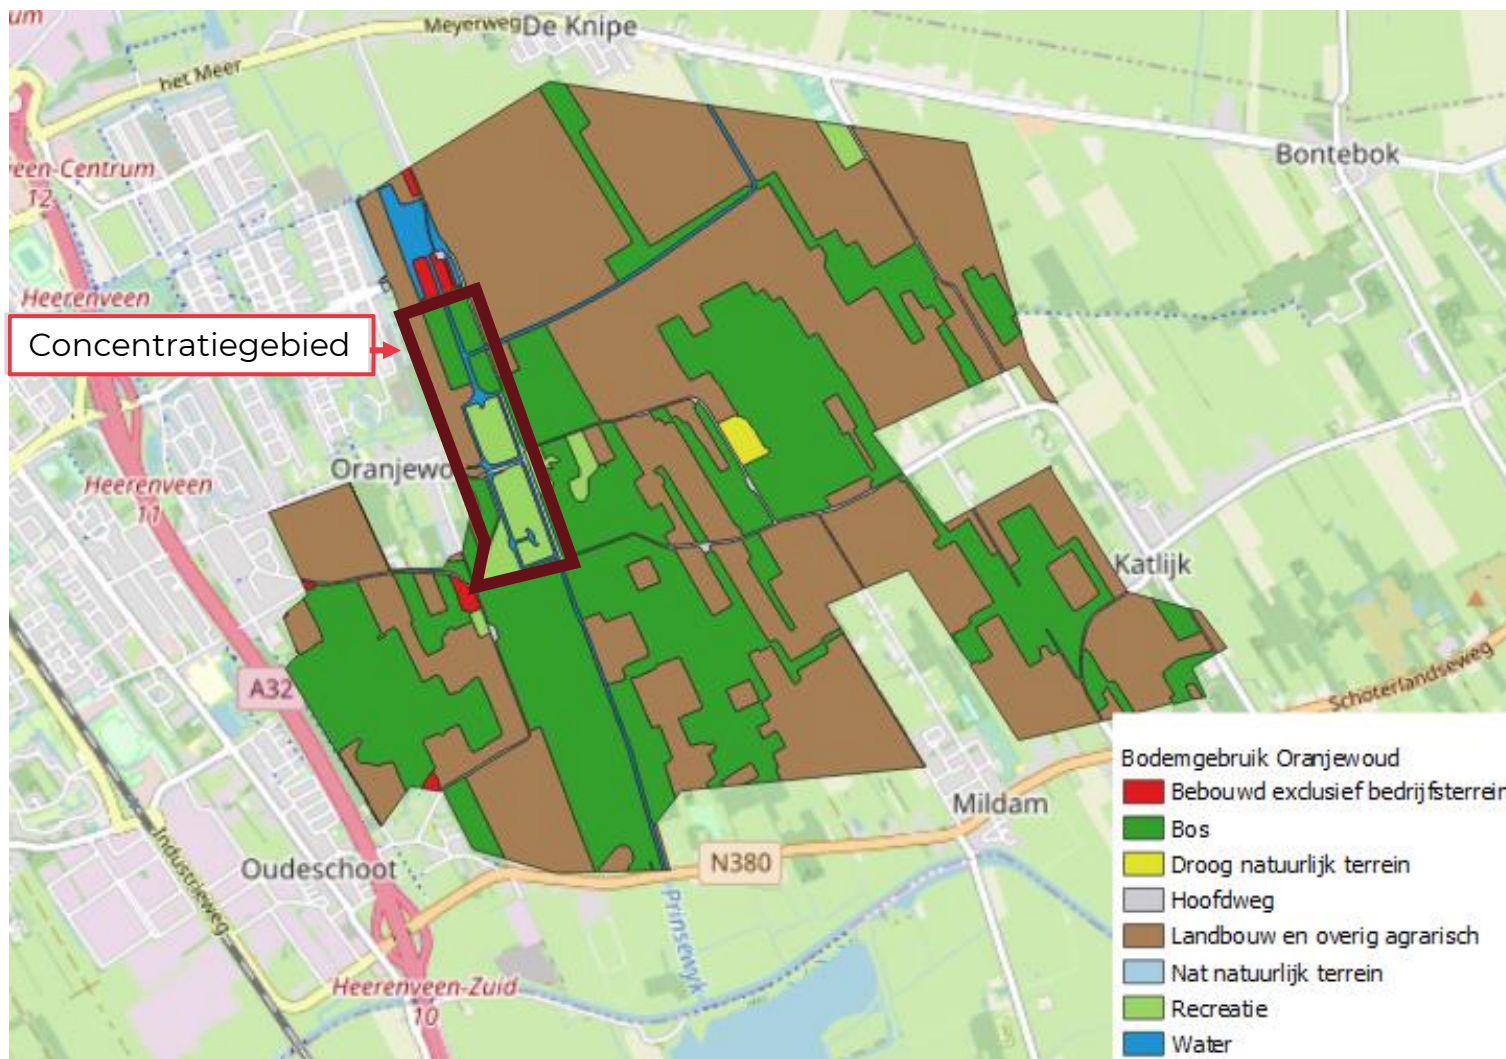 um
Meyerweg
De Knipe
het Meer
Bontebok
een-Centrum
12
Heerenveen
Concentratiegebied
Oranjewo
Heerenveen
11
Katlijk
A32
Schoterlandseweg
Bodemgebruik Oranjewoud
Bebouwd exclusief bedrijfsterrein
Bos
Droog natuurlijk terrein
Hoofdweg
Landbouw en overig agrarisch
Nat natuurlijk terrein
Recreatie
Water
Mildam
N380
Oudeschoot
Industrieweg
Prinsewyk
Heerenveen-Zuid
10